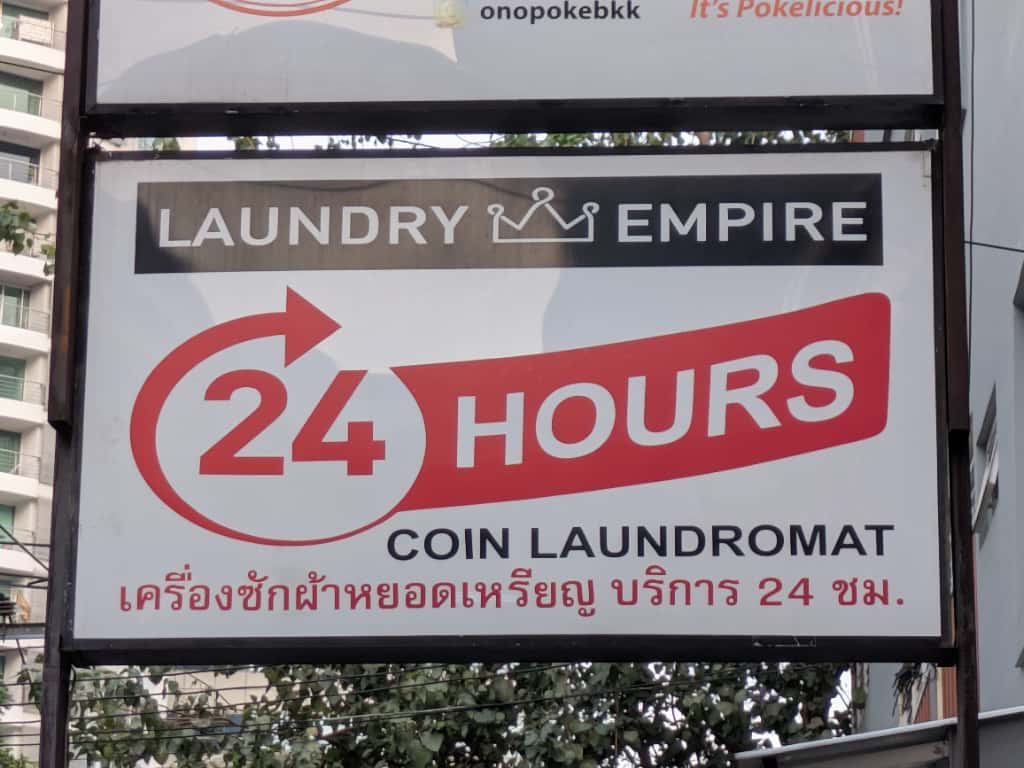 onopokebkk It's Pokelicious!
LAUNDRY EMPIRE
24 HOURS
COIN LAUNDROMAT
เครื่องซักผ้าหยอดเหรียญ บริการ 24 ชม.